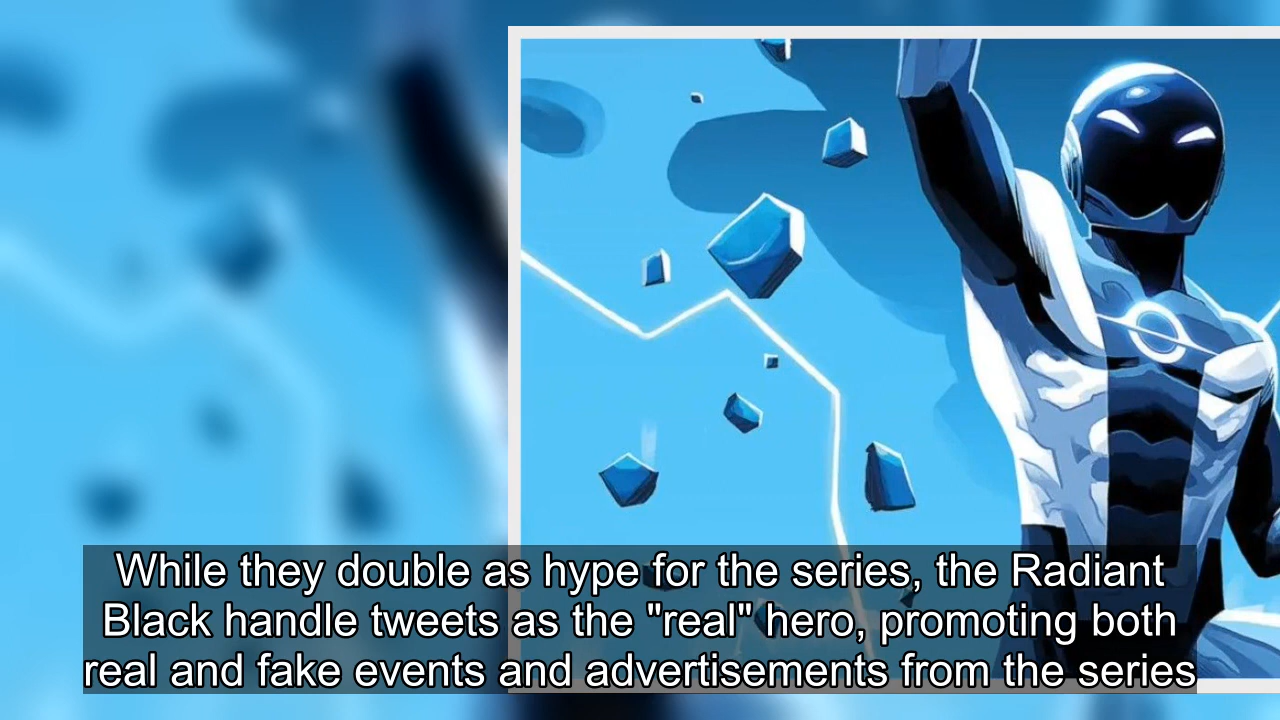 While they double as hype for the series, the Radiant
Black handle tweets as the "real" hero, promoting both
real and fake events and advertisements from the series